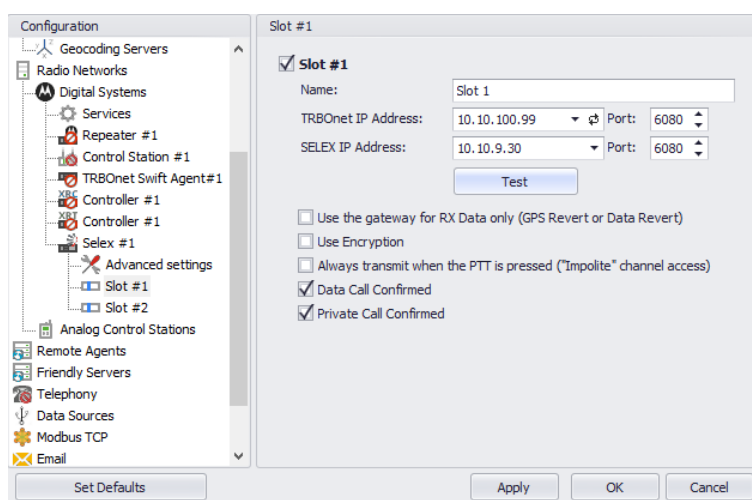 Configuration
Geocoding Servers
Radio Networks
Digital Systems
Services
Repeater #1
Control Station #1
TRBOnet Swift Agent#1
XRC Controller #1
XRT Controller #1
Selex #1
Advanced settings
Slot #1
Slot #2
Analog Control Stations
Remote Agents
Friendly Servers
Telephony
Data Sources
Modbus TCP
Email
Set Defaults
Slot #1
Slot #1
Name: Slot 1
TRBOnet IP Address: 10.10.100.99 Port: 6080
SELEX IP Address: 10.10.9.30 Port: 6080
Test
Use the gateway for RX Data only (GPS Revert or Data Revert)
Use Encryption
Always transmit when the PTT is pressed ("Impolite" channel access)
Data Call Confirmed
Private Call Confirmed
Apply OK Cancel